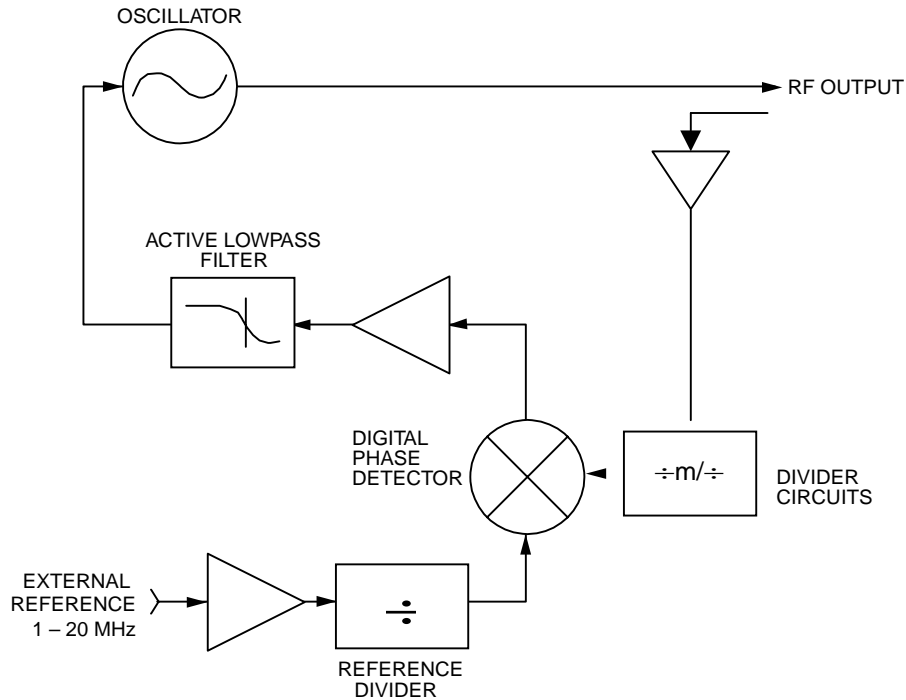 OSCILLATOR
RF OUTPUT
ACTIVE LOWPASS
FILTER
DIGITAL
PHASE
DETECTOR
÷m/÷
DIVIDER
CIRCUITS
EXTERNAL
REFERENCE
1 – 20 MHz
÷
REFERENCE
DIVIDER